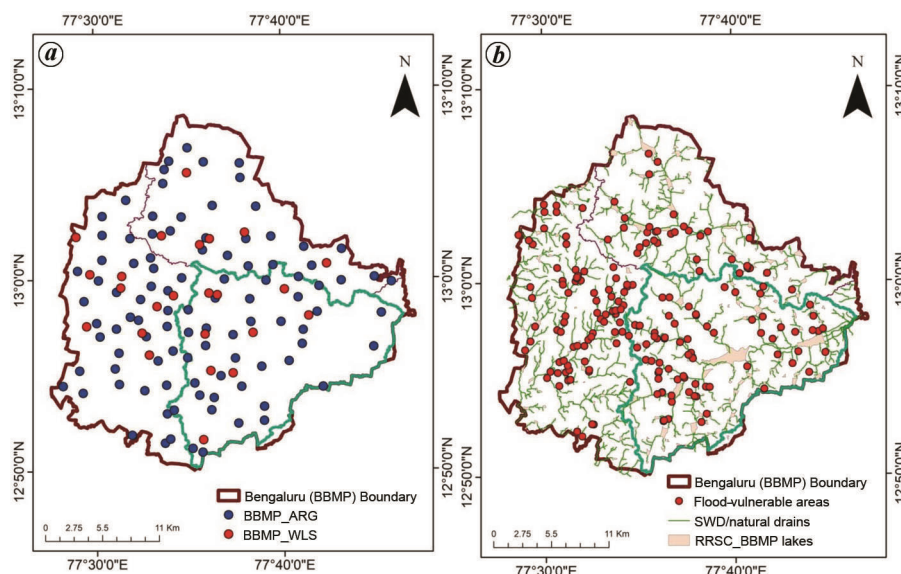 77°30'0"E 77°40'0"E
a
N
13°10'0"N
13°0'0"N
12°50'0"N
Bengaluru (BBMP) Boundary
BBMP_ARG
BBMP_WLS
0 2.75 5.5 11 Km
77°30'0"E 77°40'0"E
77°30'0"E 77°40'0"E
b
N
13°10'0"N 13°10'0"N
13°0'0"N 13°0'0"N
12°50'0"N 12°50'0"N
Bengaluru (BBMP) Boundary
Flood-vulnerable areas
SWD/natural drains
RRSC_BBMP lakes
0 2.75 5.5 11 Km
77°30'0"E 77°40'0"E